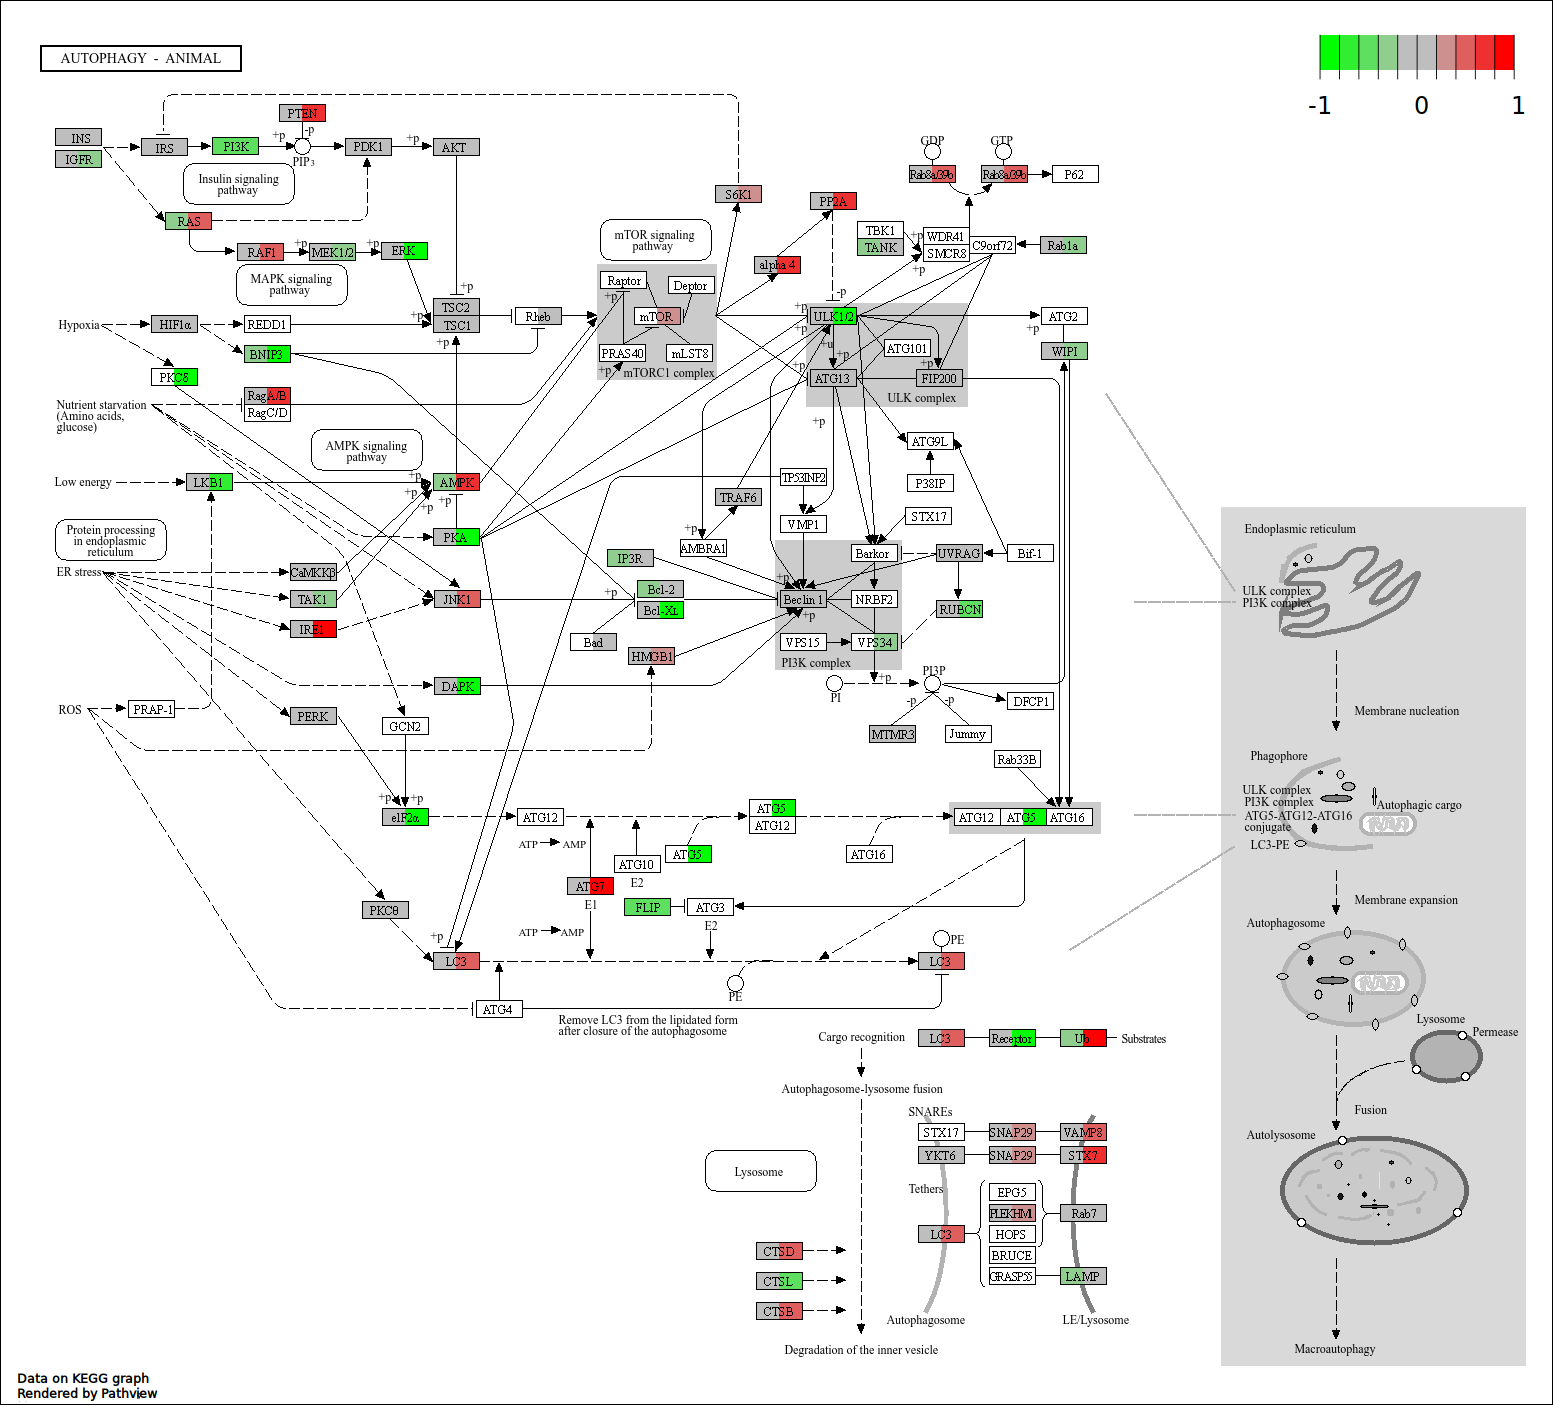 AUTOPHAGY - ANIMAL
-1 0 1
PTEN
-p
INS
IGFR
IRS
PI3K
+p
PIP3
PDK1
+p
AKT
Insulin signaling
pathway
RAS
RAF1
+p
MEK1/2
+p
ERK
MAPK signaling
pathway
S6K1
mTOR signaling
pathway
PP2A
alpha 4
GDP
GTP
Rab8a/39b
Rab8a/39b
P62
TBK1
TANK
+p
WDR41
SMCR8
C9orf72
Rab1a
+p
Raptor
Deptor
+p
mTOR
PRAS40
mLST8
+p
mTORC1 complex
+p
TSC2
TSC1
+p
+p
Rheb
Hypoxia
HIF1α
REDD1
BNIP3
PKCδ
-p
+p
+p
ULK1/2
+u
+p
ATG101
+p
ATG13
FIP200
ULK complex
ATG2
+p
WIPI
Nutrient starvation
(Amino acids,
glucose)
RagA/B
RagC/D
AMPK signaling
pathway
+p
ATG9L
P38IP
Low energy
LKB1
+p
+p
+p
+p
AMPK
TP53INP2
TRAF6
VMP1
STX17
Protein processing
in endoplasmic
reticulum
PKA
+p
AMBRA1
Barkor
UVRAG
Bif-1
IP3R
ER stress
CaMKKβ
TAK1
IRE1
JNK1
+p
Bcl-2
Bcl-XL
Bad
HMGB1
+p
Beclin 1
+p
NRBF2
RUBCN
VPS15
VPS34
PI3K complex
+p
DAPK
PI
PI3P
DFCP1
-p
-p
MTMR3
Jummy
ROS
PRAP-1
PERK
GCN2
Rab33B
+p
+p
eIF2α
ATG12
ATG5
ATG12
ATG12
ATG5
ATG16
ATP
AMP
ATG10
E2
ATG5
ATG16
ATG7
E1
FLIP
ATG3
E2
PKCθ
ATP
AMP
+p
LC3
PE
LC3
PE
ATG4
Remove LC3 from the lipidated form
after closure of the autophagosome
Cargo recognition
LC3
Receptor
Ub
Substrates
Autophagosome-lysosome fusion
SNAREs
STX17
SNAP29
VAMP8
YKT6
SNAP29
STX7
Lysosome
Tethers
EPG5
PLEKHM1
HOPS
BRUCE
GRASP55
LC3
Rab7
LAMP
CTSD
CTSL
CTSB
Autophagosome
LE/Lysosome
Degradation of the inner vesicle
Endoplasmic reticulum
ULK complex
PI3K complex
Membrane nucleation
Phagophore
ULK complex
PI3K complex
ATG5-ATG12-ATG16
conjugate
LC3-PE
Autophagic cargo
Membrane expansion
Autophagosome
Lysosome
Permease
Fusion
Autolysosome
Macroautophagy
Data on KEGG graph
Rendered by Pathview